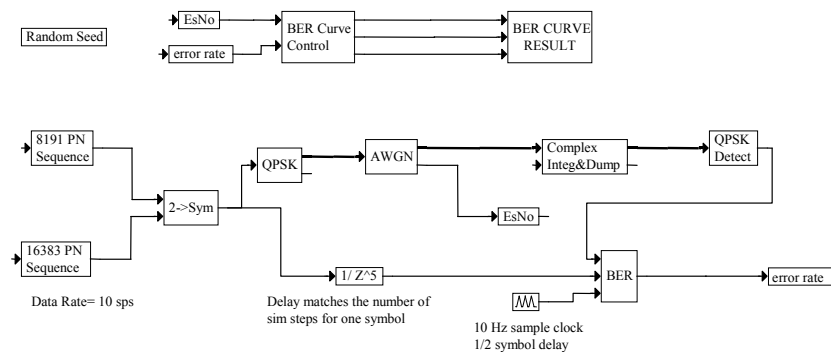 EsNo
BER Curve
Control
BER CURVE
RESULT
Random Seed
error rate
8191 PN
Sequence
QPSK
AWGN
Complex
Integ&Dump
QPSK
Detect
2->Sym
EsNo
16383 PN
Sequence
1/ Z^5
BER
error rate
Data Rate= 10 sps
Delay matches the number of
sim steps for one symbol
10 Hz sample clock
1/2 symbol delay